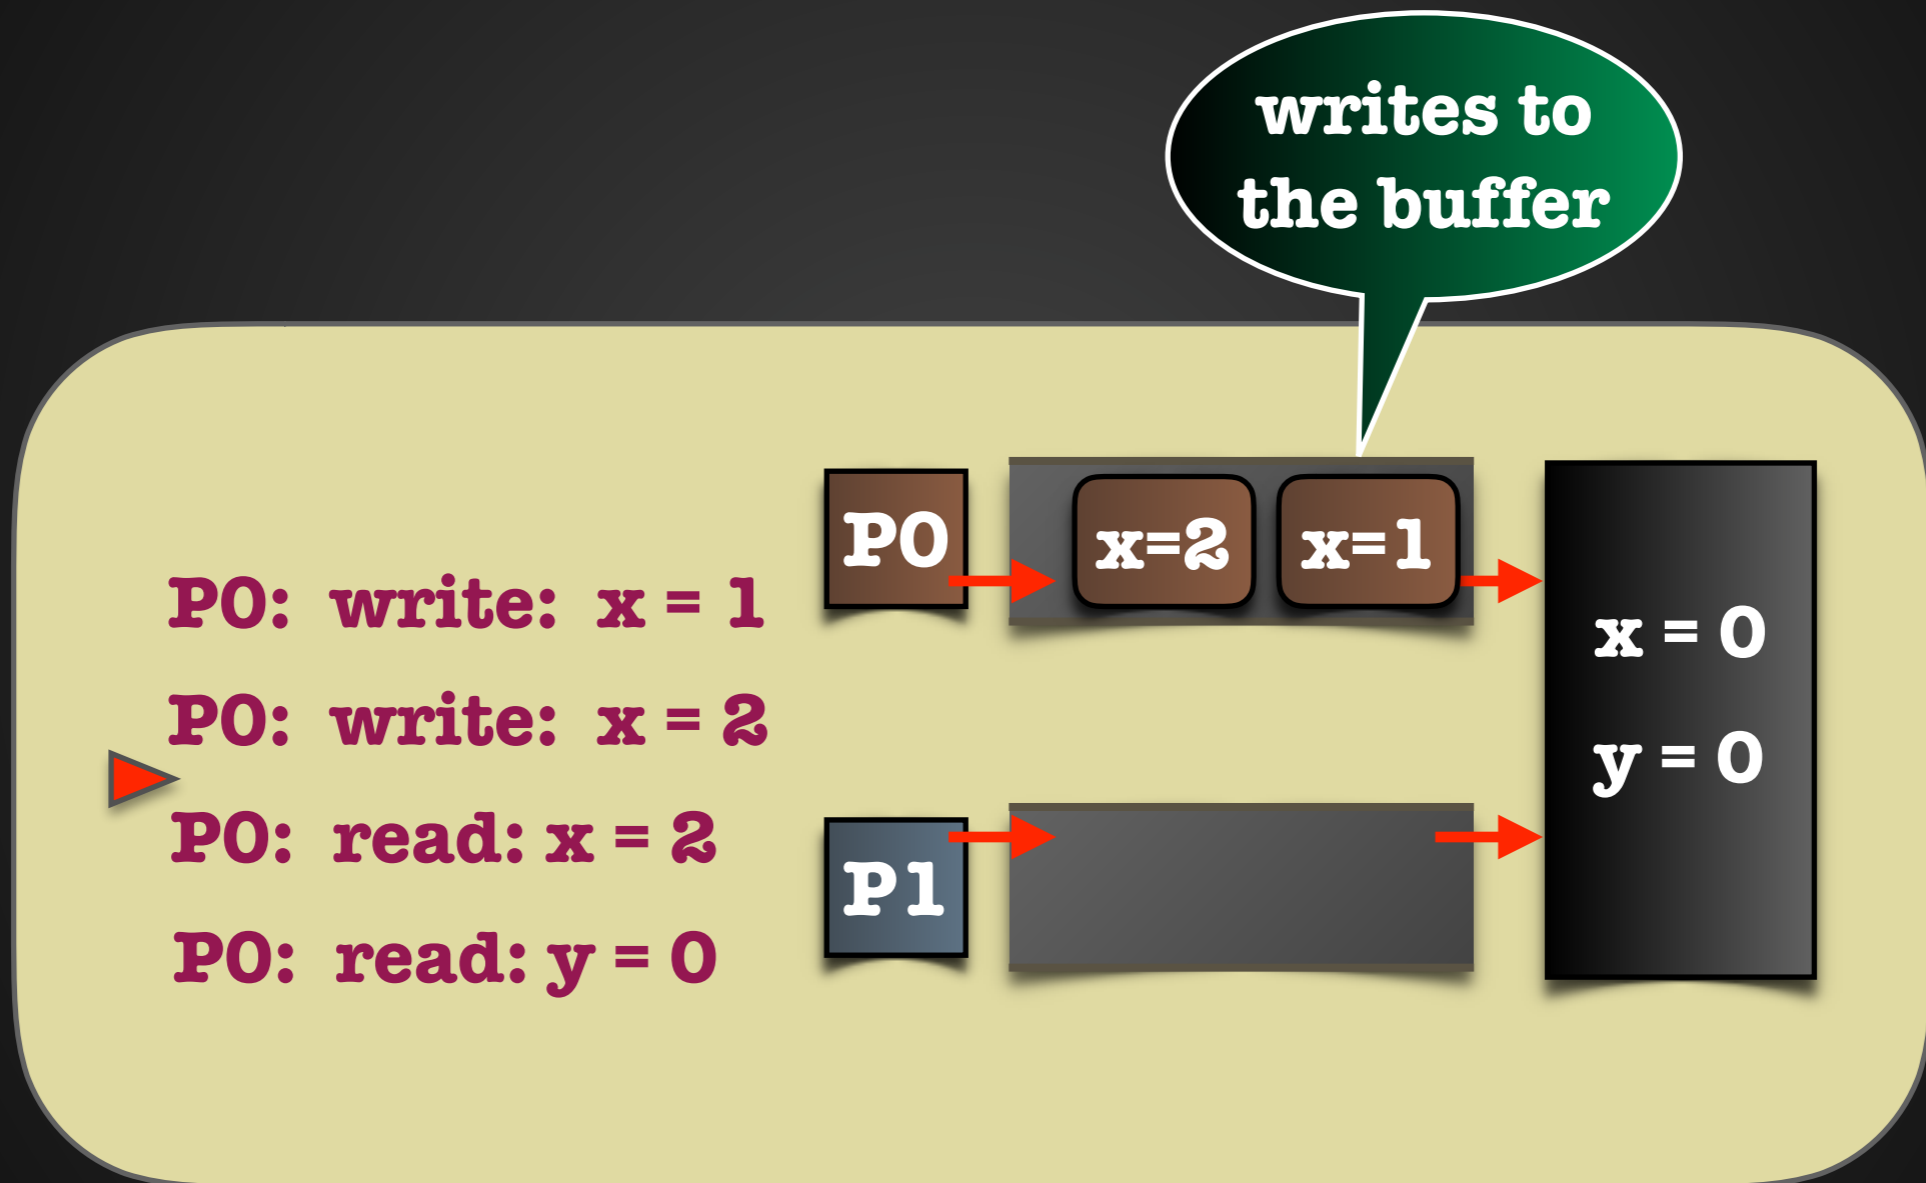 writes to
the buffer
P0: write: x = 1
P0: write: x = 2
P0: read: x = 2
P0: read: y = 0
P0
x=2
x=1
P1
x = 0
y = 0